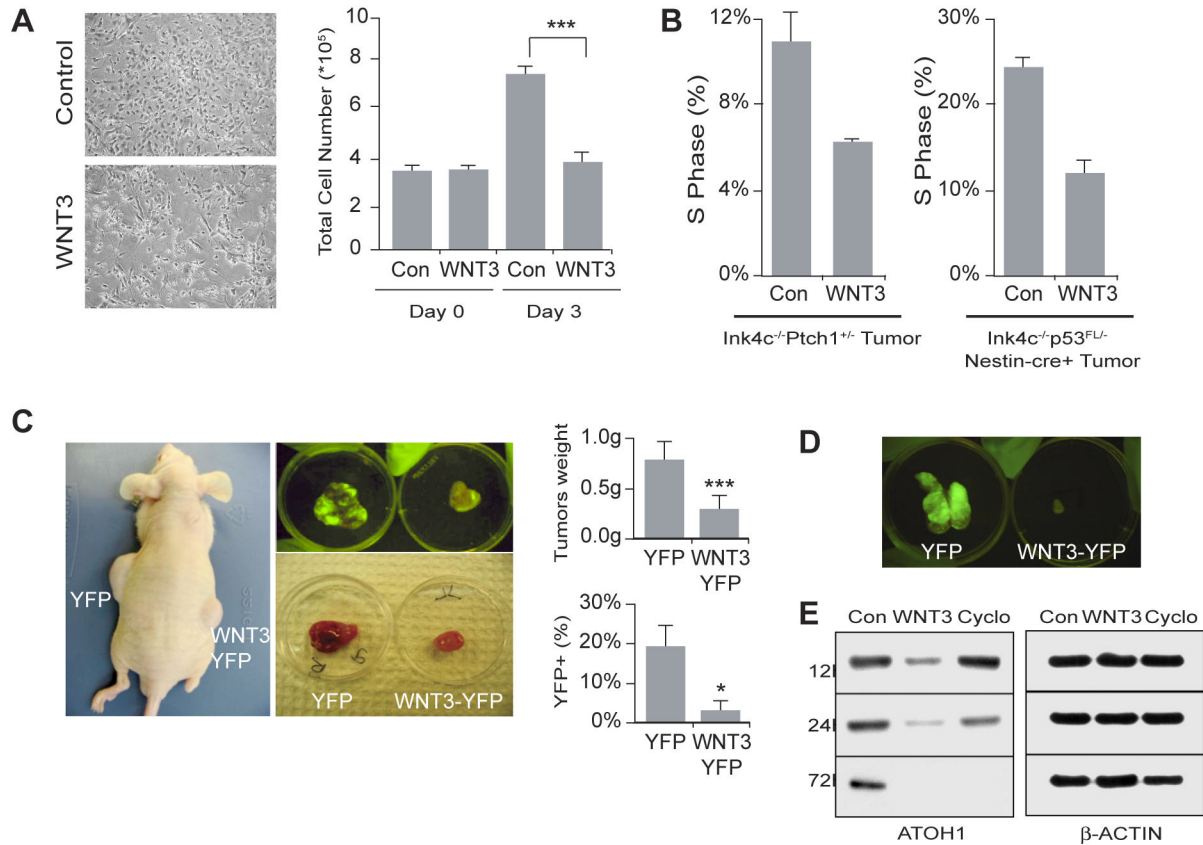 A
Control
WNT3
Total Cell Number (*10⁵)
10
8
6
4
2
0
***
Con WNT3 Con WNT3
Day 0 Day 3
B
S Phase (%)
12%
8%
4%
0%
Con WNT3
Ink4c-/-Ptch1+/- Tumor
S Phase (%)
30%
20%
10%
0%
Con WNT3
Ink4c-/-p53FL/-
Nestin-cre+ Tumor
C
YFP
WNT3
YFP
YFP WNT3-YFP
Tumors weight
1.0g
0.5g
0.0g
***
YFP WNT3
YFP
YFP+ (%)
30%
20%
10%
0%
*
YFP WNT3
YFP
D
YFP WNT3-YFP
E
Con WNT3 Cyclo Con WNT3 Cyclo
12h
24h
72h
ATOH1 β-ACTIN